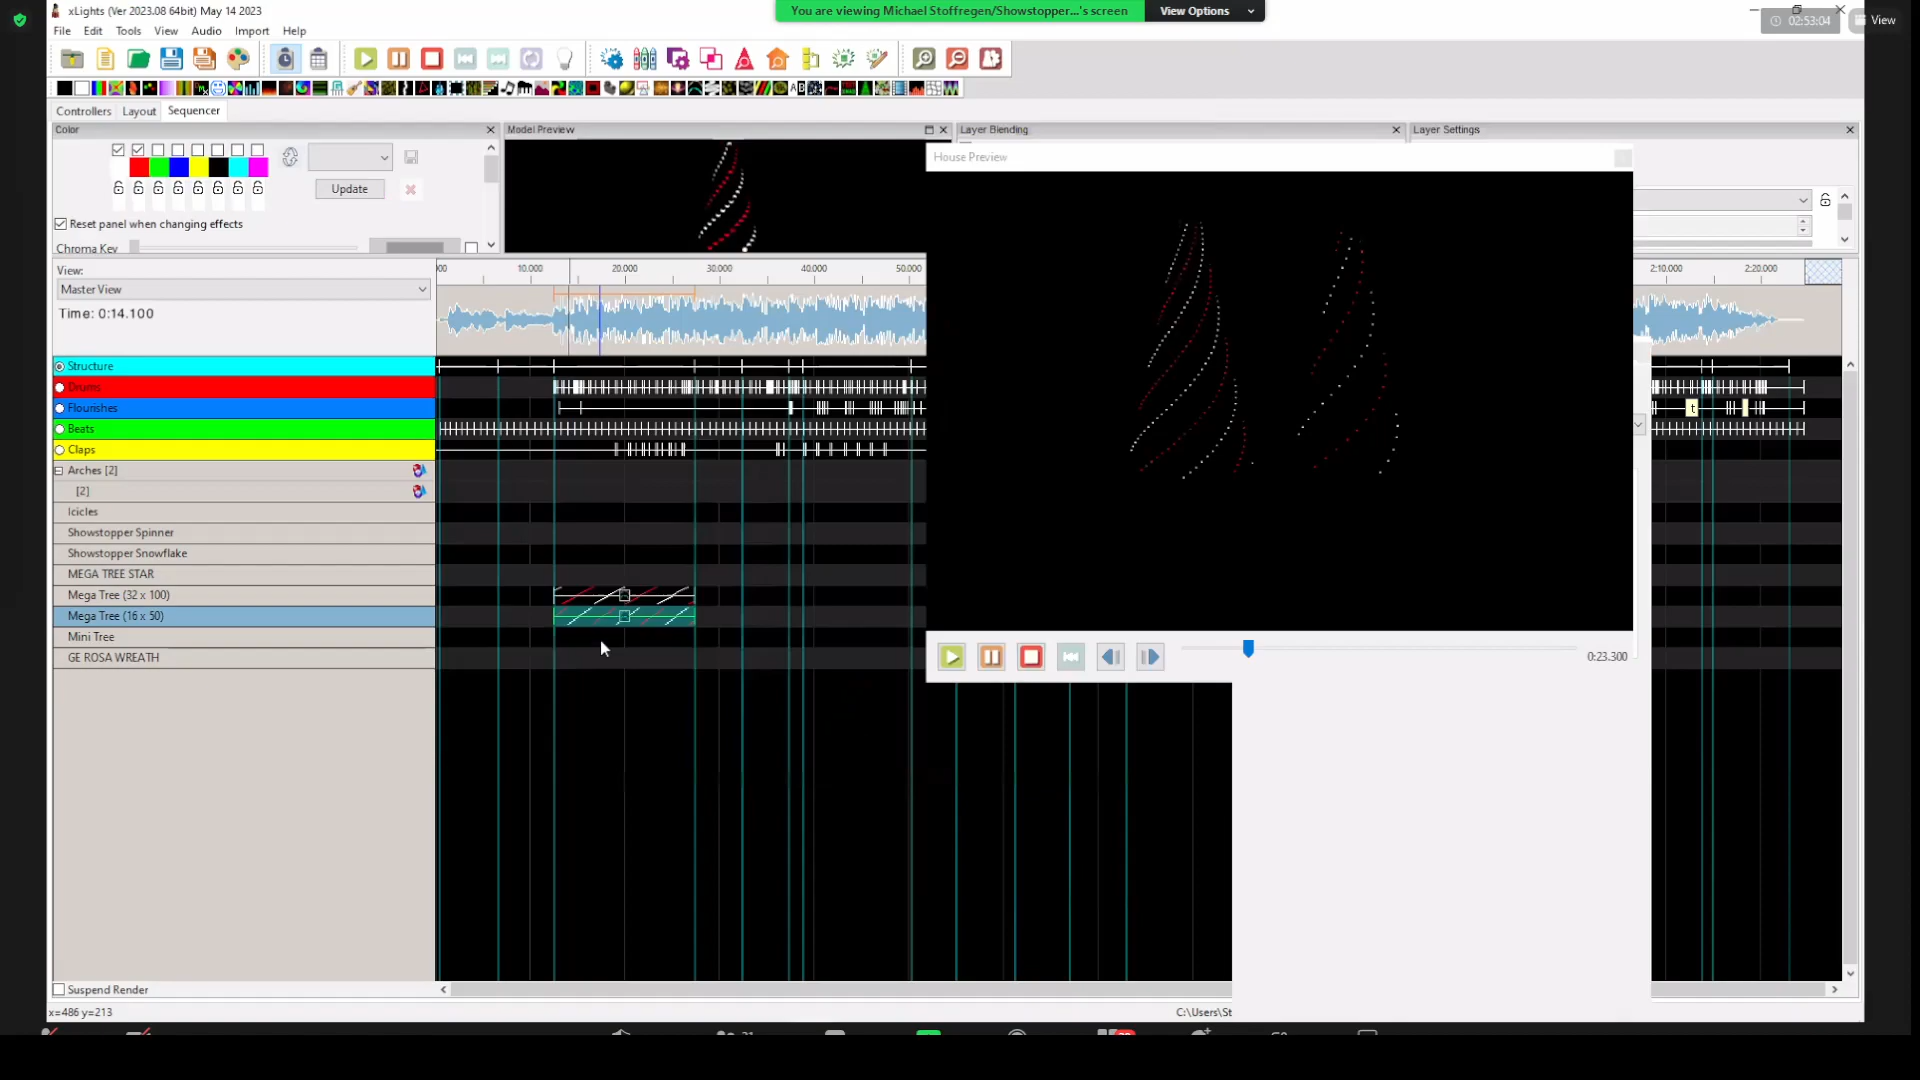 xLights (Ver 2023.08 64bit) May 14 2023
You are viewing Michael Stoffregen/Showstopper...'s screen
View Options
02:53:04
View
File Edit Tools View Audio Import Help
Controllers Layout Sequencer
Color
Model Preview
Layer Blending
Layer Settings
House Preview
Update
Reset panel when changing effects
Chroma Key
View:
Master View
Time: 0:14.100
10.000 20.000 30.000 40.000 50.000
2:10.000 2:20.000
Structure
Drums
Flourishes
t
Beats
Claps
Arches [2]
[2]
Icicles
Showstopper Spinner
Showstopper Snowflake
MEGA TREE STAR
Mega Tree (32 x 100)
Mega Tree (16 x 50)
Mini Tree
GE ROSA WREATH
0:23.300
Suspend Render
x=486 y=213
C:\Users\St